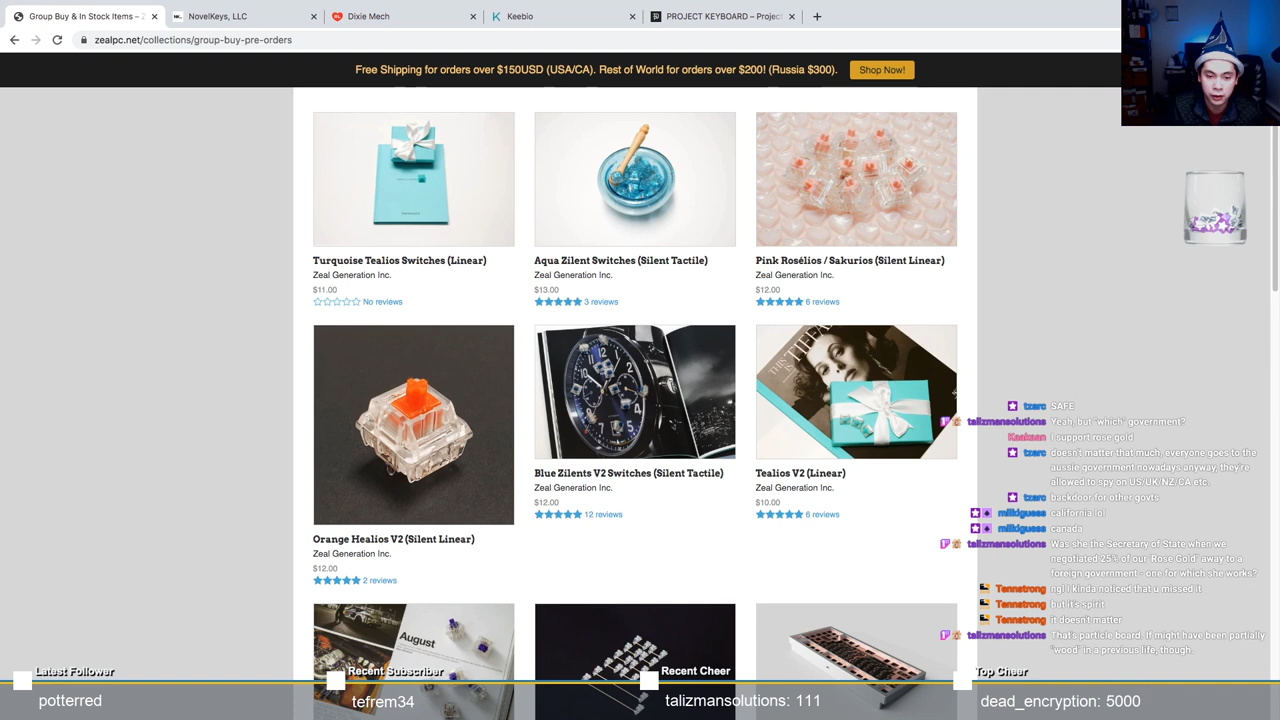 Group Buy & In Stock Items – Z
NovelKeys, LLC
Dixie Mech
Keebio
PROJECT KEYBOARD – Project
zealpc.net/collections/group-buy-pre-orders
Free Shipping for orders over $150USD (USA/CA). Rest of World for orders over $200! (Russia $300).
Shop Now!
Turquoise Tealios Switches (Linear)
Zeal Generation Inc.
$11.00
No reviews
Aqua Zilent Switches (Silent Tactile)
Zeal Generation Inc.
$13.00
3 reviews
Pink Rosélios / Sakurios (Silent Linear)
Zeal Generation Inc.
$12.00
6 reviews
THIS IS
TIFFA
Orange Healios V2 (Silent Linear)
Zeal Generation Inc.
$12.00
2 reviews
Blue Zilents V2 Switches (Silent Tactile)
Zeal Generation Inc.
$12.00
12 reviews
Tealios V2 (Linear)
Zeal Generation Inc.
$10.00
6 reviews
August
tzarc SAFE
talizmansolutions Yeah, but "which" government?
Kaakaan I support rose gold
tzarc doesn't matter that much, everyone goes to the
aussie government nowadays anyway, they're
allowed to spy on US/UK/NZ/CA etc.
tzarc backdoor for other govts
milkiguess california lol
milkiguess canada
talizmansolutions Was she the Secretary of State when we
negotiated 25% of our "Rose Gold" away to a
foreign government - one for which she works?
Tennstrong ngl I kinda noticed that u missed it
Tennstrong but it's spirit
Tennstrong it doesn't matter
talizmansolutions That's particle board. If might have been partially
"wood" in a previous life, though.
Latest Follower
potterred
Recent Subscriber
tefrem34
Recent Cheer
talizmansolutions: 111
Top Cheer
dead_encryption: 5000